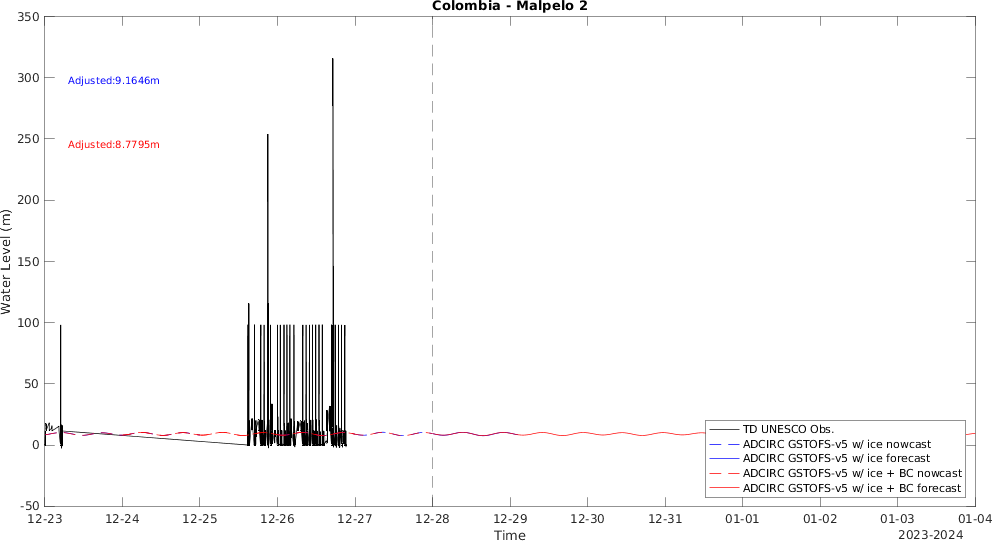 Colombia - Malpelo 2
350
300
250
200
150
100
50
0
-50
Water Level (m)
Adjusted:9.1646m
Adjusted:8.7795m
TD UNESCO Obs.
ADCIRC GSTOFS-v5 w/ ice nowcast
ADCIRC GSTOFS-v5 w/ ice forecast
ADCIRC GSTOFS-v5 w/ ice + BC nowcast
ADCIRC GSTOFS-v5 w/ ice + BC forecast
12-23 12-24 12-25 12-26 12-27 12-28 12-29 12-30 12-31 01-01 01-02 01-03 01-04
Time
2023-2024